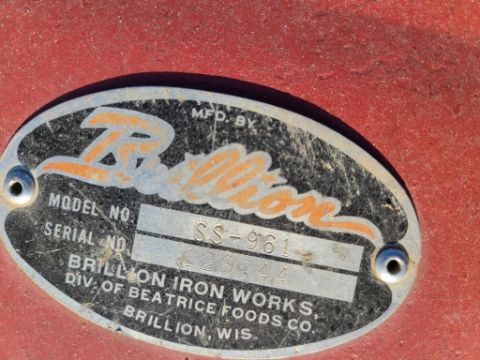 MFD. BY
Brillion
MODEL NO. SS-961
SERIAL NO.
BRILLION IRON WORKS,
DIV. OF BEATRICE FOODS CO.
BRILLION, WIS.